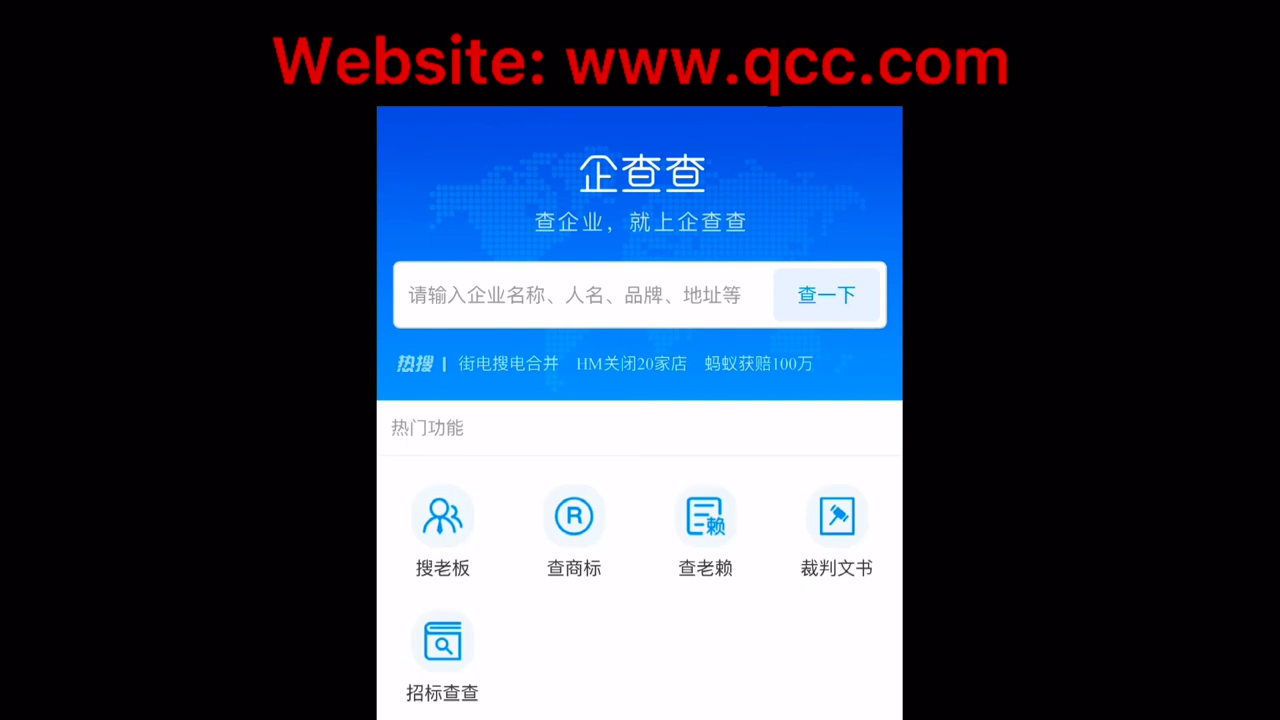 Website: www.qcc.com
企查查
查企业，就上企查查
请输入企业名称、人名、品牌、地址等 查一下
热搜 | 街电搜电合并 HM关闭20家店 蚂蚁获赔100万
热门功能
R 赖
搜老板 查商标 查老赖 裁判文书
招标查查